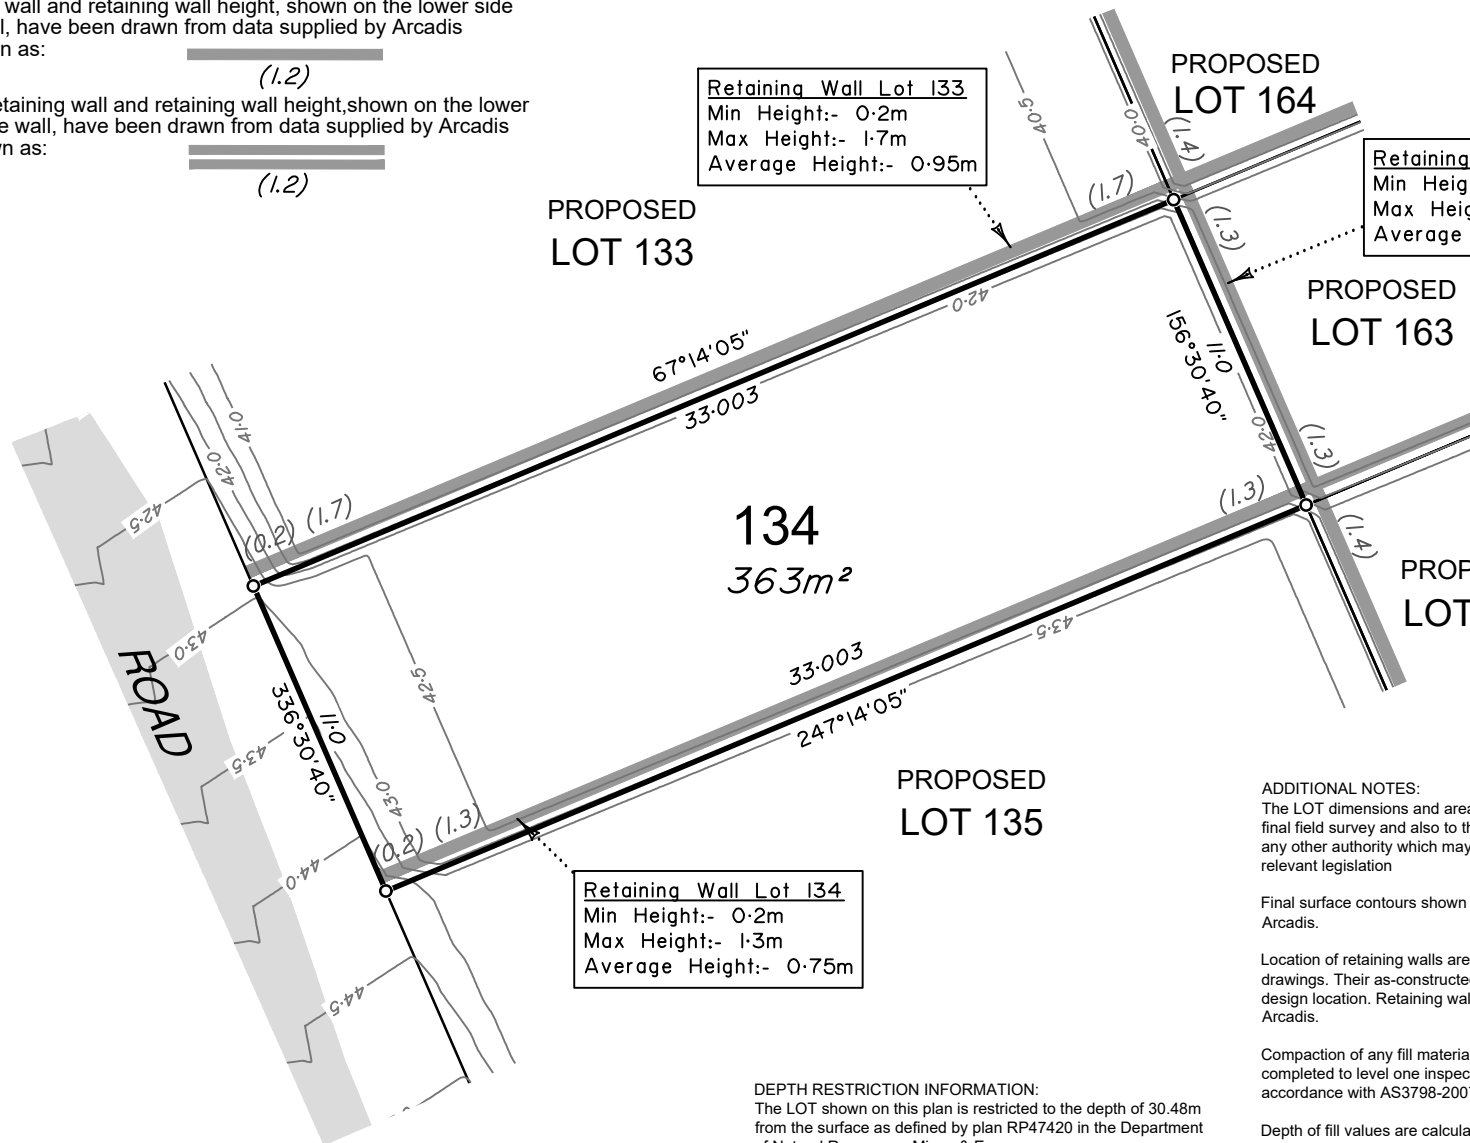 wall and retaining wall height, shown on the lower side
, have been drawn from data supplied by Arcadis
n as:
(1.2)
etaining wall and retaining wall height,shown on the lower
e wall, have been drawn from data supplied by Arcadis
n as:
(1.2)
Retaining Wall Lot 133
Min Height:- 0·2m
Max Height:- 1·7m
Average Height:- 0·95m
PROPOSED
LOT 164
40·5
40·0
(1.4)
Retaining
Min Heig
Max Heig
Average
(1.7)
(1.3)
PROPOSED
LOT 133
PROPOSED
LOT 163
42·0
67°14'05"
33·003
156°30'40"
11·0
42·0
41·0
42·0
42·5
(0.2)
(1.7)
134
363m²
(1.3)
(1.3)
(1.4)
PROP
LOT
43·0
ROAD
336°30'40"
11·0
42·5
43·5
33·003
247°14'05"
43·5
43·0
(0.2)
(1.3)
PROPOSED
LOT 135
44·0
44·5
Retaining Wall Lot 134
Min Height:- 0·2m
Max Height:- 1·3m
Average Height:- 0·75m
ADDITIONAL NOTES:
The LOT dimensions and area
final field survey and also to th
any other authority which may
relevant legislation
Final surface contours shown
Arcadis.
Location of retaining walls are
drawings. Their as-constructe
design location. Retaining wal
Arcadis.
Compaction of any fill materia
completed to level one inspec
accordance with AS3798-2007
Depth of fill values are calcula
DEPTH RESTRICTION INFORMATION:
The LOT shown on this plan is restricted to the depth of 30.48m
from the surface as defined by plan RP47420 in the Department